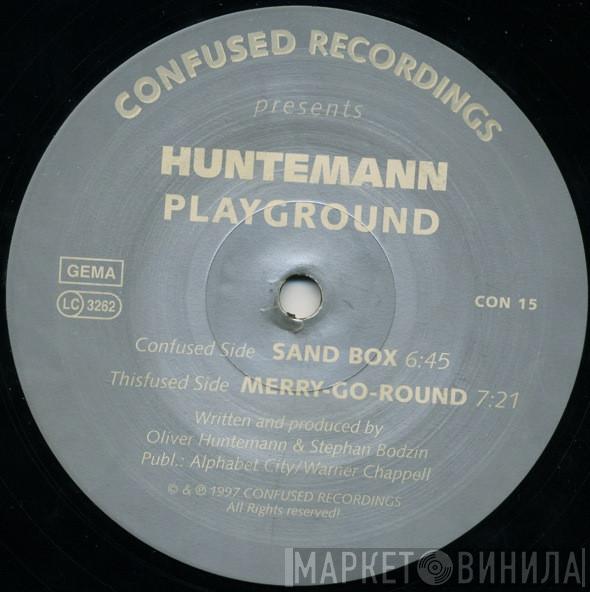 CONFUSED RECORDINGS
presents
HUNTEMANN
PLAYGROUND
GEMA
LC 3262
CON 15
Confused Side SAND BOX 6:45
Thisfused Side MERRY-GO-ROUND 7:21
Written and produced by
Oliver Huntemann & Stephan Bodzin
Publ.: Alphabet City/Warner Chappell
© & ℗ 1997 CONFUSED RECORDINGS
All Rights reserved!
МАРКЕТ ВИНИЛА